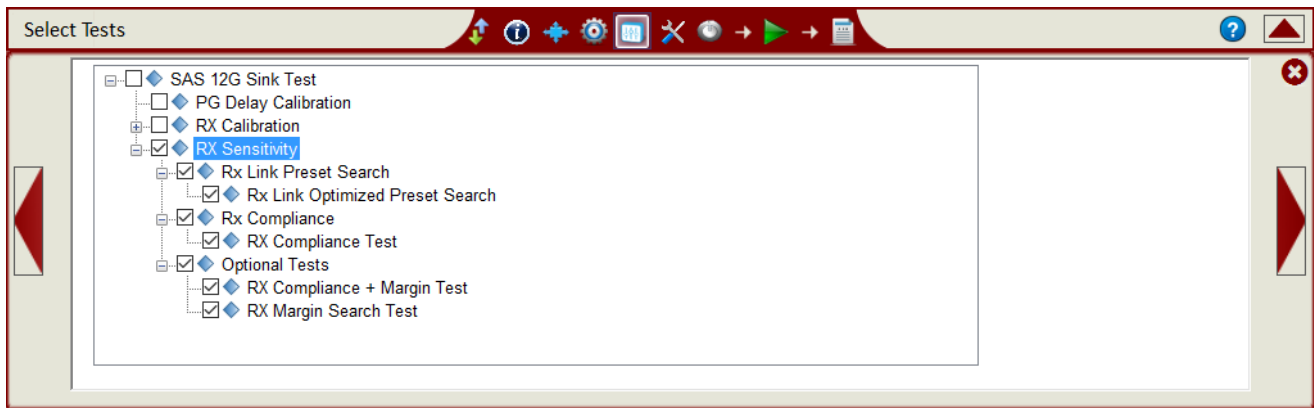 Select Tests
SAS 12G Sink Test
PG Delay Calibration
RX Calibration
RX Sensitivity
Rx Link Preset Search
Rx Link Optimized Preset Search
Rx Compliance
RX Compliance Test
Optional Tests
RX Compliance + Margin Test
RX Margin Search Test